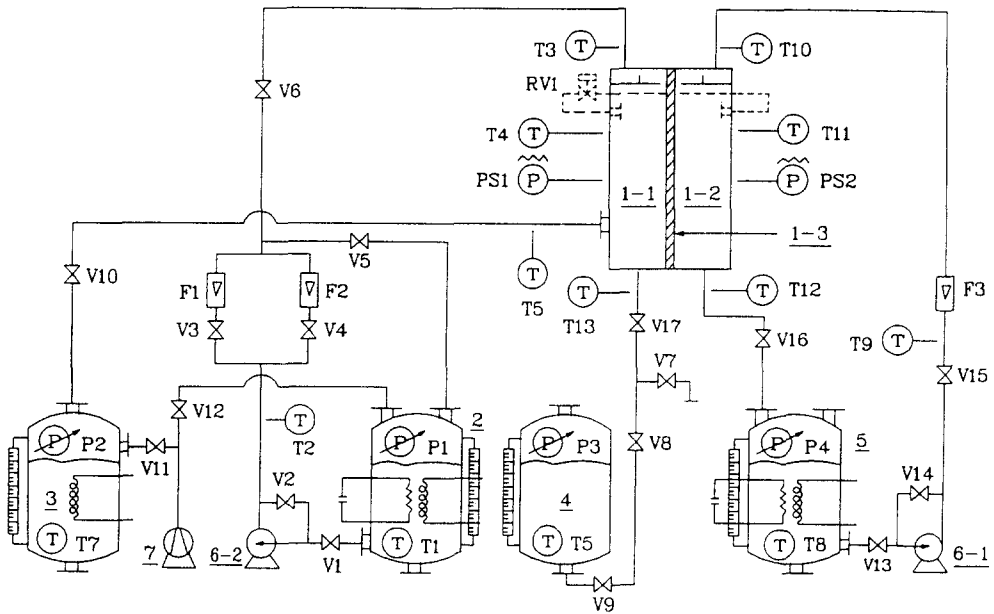 T3
T10
RV1
V6
T4
T11
PS1
P
P
PS2
1-1
1-2
1-3
V5
V10
F1
F2
T5
T13
T12
F3
V3
V4
V17
V16
T9
V7
V15
V12
T2
2
P2
P1
P3
P4
5
V11
V2
V8
V14
3
4
T7
7
6-2
V1
T1
T5
V9
T8
V13
6-1